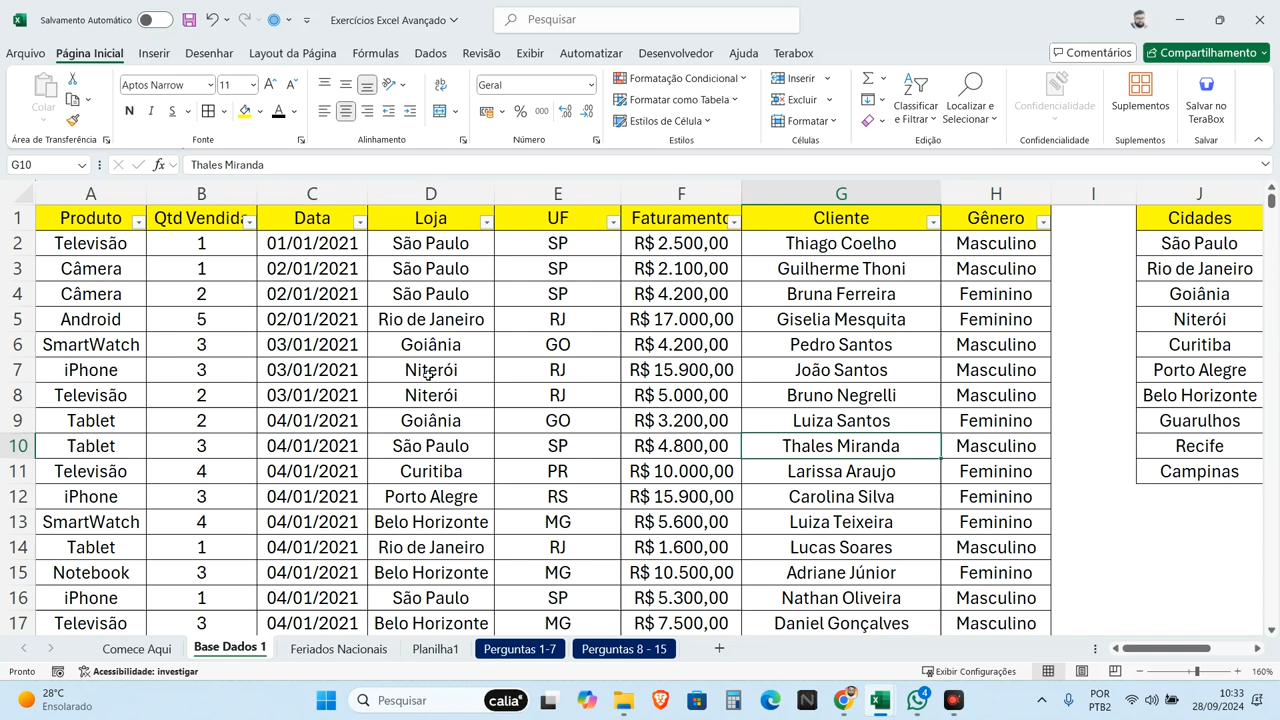 Salvamento Automático
Exercícios Excel Avançado
Pesquisar
Arquivo Página Inicial Inserir Desenhar Layout da Página Fórmulas Dados Revisão Exibir Automatizar Desenvolvedor Ajuda Terabox Comentários Compartilhamento
Colar
Área de Transferência
Aptos Narrow 11
N I S
Fonte
Alinhamento
Geral
% 000
Número
Formatação Condicional
Formatar como Tabela
Estilos de Célula
Estilos
Inserir
Excluir
Formatar
Células
Classificar e Filtrar
Localizar e Selecionar
Edição
Confidencialidade
Confidencialidade
Suplementos
Suplementos
Salvar no TeraBox
Salvar
G10 fx Thales Miranda
A B C D E F G H I J
1 Produto Qtd Vendida Data Loja UF Faturamento Cliente Gênero Cidades
2 Televisão 1 01/01/2021 São Paulo SP R$ 2.500,00 Thiago Coelho Masculino São Paulo
3 Câmera 1 02/01/2021 São Paulo SP R$ 2.100,00 Guilherme Thoni Masculino Rio de Janeiro
4 Câmera 2 02/01/2021 São Paulo SP R$ 4.200,00 Bruna Ferreira Feminino Goiânia
5 Android 5 02/01/2021 Rio de Janeiro RJ R$ 17.000,00 Giselia Mesquita Feminino Niterói
6 SmartWatch 3 03/01/2021 Goiânia GO R$ 4.200,00 Pedro Santos Masculino Curitiba
7 iPhone 3 03/01/2021 Niterói RJ R$ 15.900,00 João Santos Masculino Porto Alegre
8 Televisão 2 03/01/2021 Niterói RJ R$ 5.000,00 Bruno Negrelli Masculino Belo Horizonte
9 Tablet 2 04/01/2021 Goiânia GO R$ 3.200,00 Luiza Santos Feminino Guarulhos
10 Tablet 3 04/01/2021 São Paulo SP R$ 4.800,00 Thales Miranda Masculino Recife
11 Televisão 4 04/01/2021 Curitiba PR R$ 10.000,00 Larissa Araujo Feminino Campinas
12 iPhone 3 04/01/2021 Porto Alegre RS R$ 15.900,00 Carolina Silva Feminino
13 SmartWatch 4 04/01/2021 Belo Horizonte MG R$ 5.600,00 Luiza Teixeira Feminino
14 Tablet 1 04/01/2021 Rio de Janeiro RJ R$ 1.600,00 Lucas Soares Masculino
15 Notebook 3 04/01/2021 Belo Horizonte MG R$ 10.500,00 Adriane Júnior Feminino
16 iPhone 1 04/01/2021 São Paulo SP R$ 5.300,00 Nathan Oliveira Masculino
17 Televisão 3 04/01/2021 Belo Horizonte MG R$ 7.500,00 Daniel Gonçalves Masculino
Comece Aqui Base Dados 1 Feriados Nacionais Planilha1 Perguntas 1-7 Perguntas 8 - 15
Pronto Acessibilidade: investigar Exibir Configurações 160%
28°C
Ensolarado
Pesquisar calia
4
POR
PTB2
10:33
28/09/2024